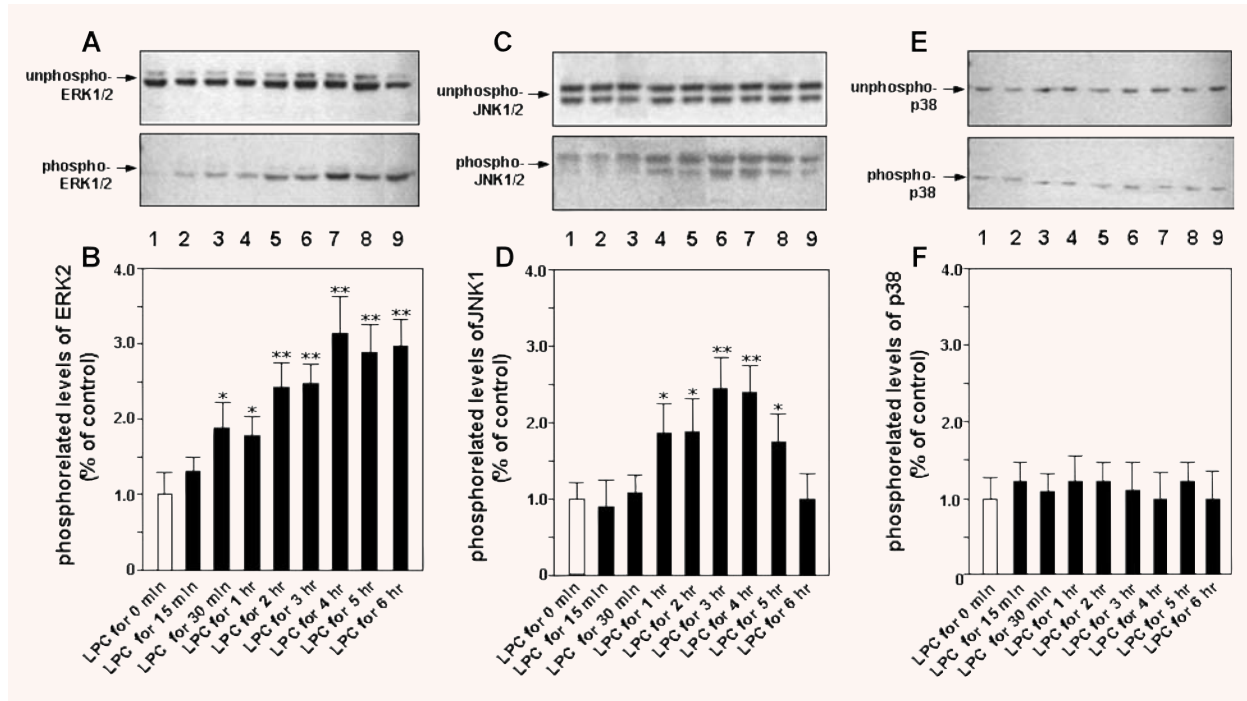 A
unphospho-
ERK1/2
phospho-
ERK1/2
1 2 3 4 5 6 7 8 9
B
phosphorelated levels of ERK2
(% of control)
4.0
3.0
2.0
1.0
0
* * ** ** ** ** **
LPC for 0 min
LPC for 15 min
LPC for 30 min
LPC for 1 hr
LPC for 2 hr
LPC for 3 hr
LPC for 4 hr
LPC for 5 hr
LPC for 6 hr
C
unphospho-
JNK1/2
phospho-
JNK1/2
1 2 3 4 5 6 7 8 9
D
phosphorelated levels ofJNK1
(% of control)
4.0
3.0
2.0
1.0
0
* * ** ** *
LPC for 0 min
LPC for 15 min
LPC for 30 min
LPC for 1 hr
LPC for 2 hr
LPC for 3 hr
LPC for 4 hr
LPC for 5 hr
LPC for 6 hr
E
unphospho-
p38
phospho-
p38
1 2 3 4 5 6 7 8 9
F
phosphorelated levels of p38
(% of control)
4.0
3.0
2.0
1.0
0
LPC for 0 min
LPC for 15 min
LPC for 30 min
LPC for 1 hr
LPC for 2 hr
LPC for 3 hr
LPC for 4 hr
LPC for 5 hr
LPC for 6 hr